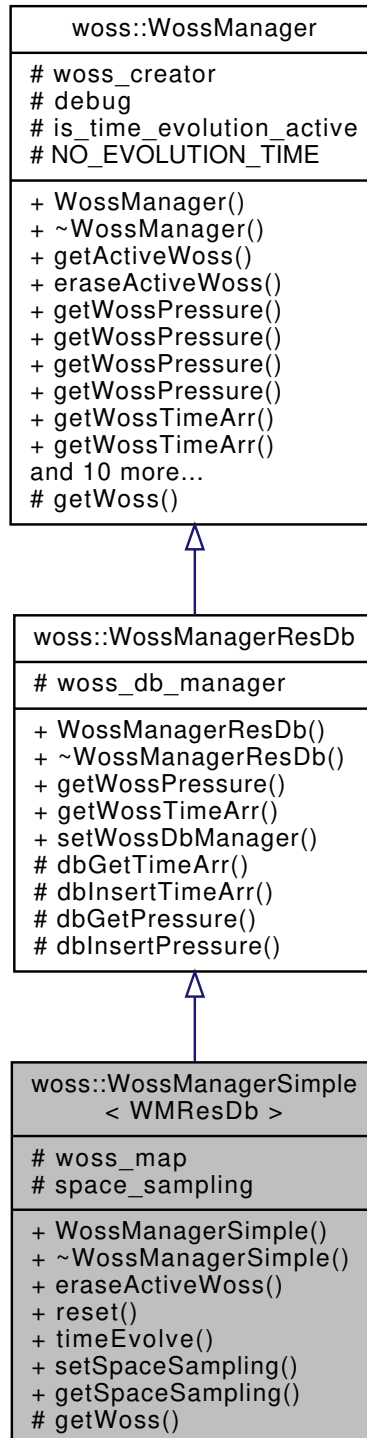 woss::WossManager
# woss_creator
# debug
# is_time_evolution_active
# NO_EVOLUTION_TIME
+ WossManager()
+ ~WossManager()
+ getActiveWoss()
+ eraseActiveWoss()
+ getWossPressure()
+ getWossPressure()
+ getWossPressure()
+ getWossPressure()
+ getWossTimeArr()
+ getWossTimeArr()
and 10 more...
# getWoss()
woss::WossManagerResDb
# woss_db_manager
+ WossManagerResDb()
+ ~WossManagerResDb()
+ getWossPressure()
+ getWossTimeArr()
+ setWossDbManager()
# dbGetTimeArr()
# dbInsertTimeArr()
# dbGetPressure()
# dbInsertPressure()
woss::WossManagerSimple
< WMResDb >
# woss_map
# space_sampling
+ WossManagerSimple()
+ ~WossManagerSimple()
+ eraseActiveWoss()
+ reset()
+ timeEvolve()
+ setSpaceSampling()
+ getSpaceSampling()
# getWoss()